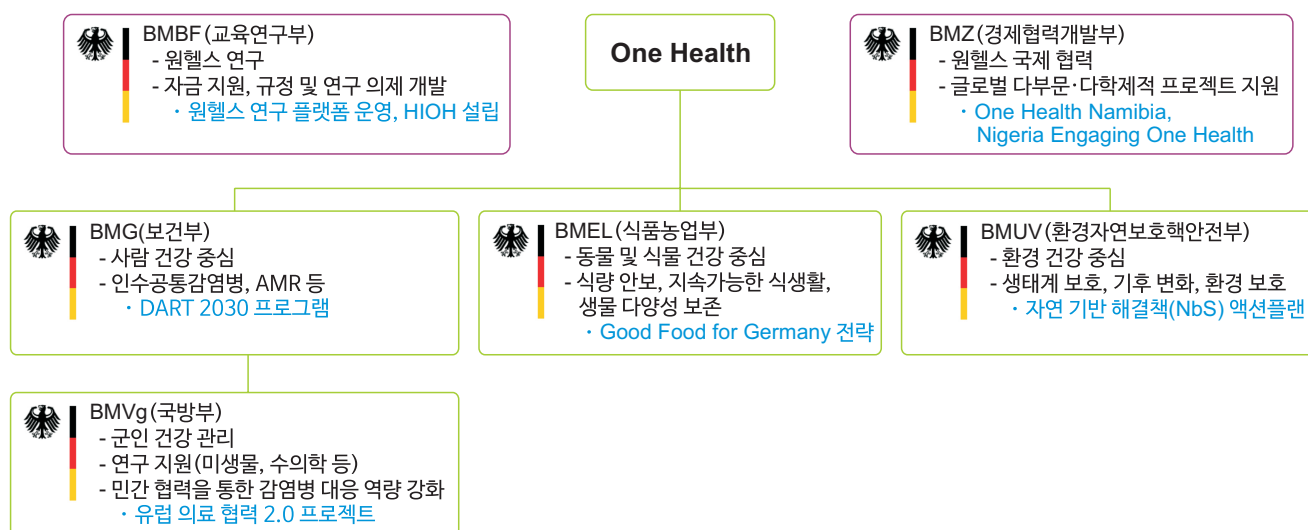 BMBF(교육연구부)
- 원헬스 연구
- 자금 지원, 규정 및 연구 의제 개발
· 원헬스 연구 플랫폼 운영, HIOH 설립
One Health
BMZ(경제협력개발부)
- 원헬스 국제 협력
- 글로벌 다부문·다학제적 프로젝트 지원
· One Health Namibia,
Nigeria Engaging One Health
BMG(보건부)
- 사람 건강 중심
- 인수공통감염병, AMR 등
· DART 2030 프로그램
BMEL(식품농업부)
- 동물 및 식물 건강 중심
- 식량 안보, 지속가능한 식생활,
생물 다양성 보존
· Good Food for Germany 전략
BMUV(환경자연보호핵안전부)
- 환경 건강 중심
- 생태계 보호, 기후 변화, 환경 보호
· 자연 기반 해결책(NbS) 액션플랜
BMVg(국방부)
- 군인 건강 관리
- 연구 지원(미생물, 수의학 등)
- 민간 협력을 통한 감염병 대응 역량 강화
· 유럽 의료 협력 2.0 프로젝트